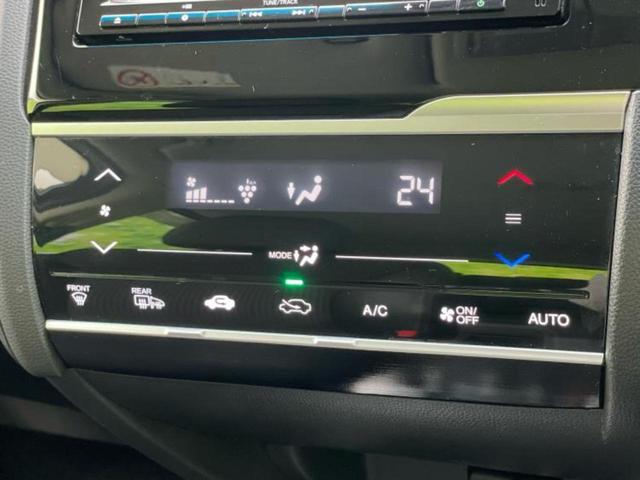 TUNE/TRACK
24
MODE
FRONT
REAR
A/C
ON/
OFF
AUTO